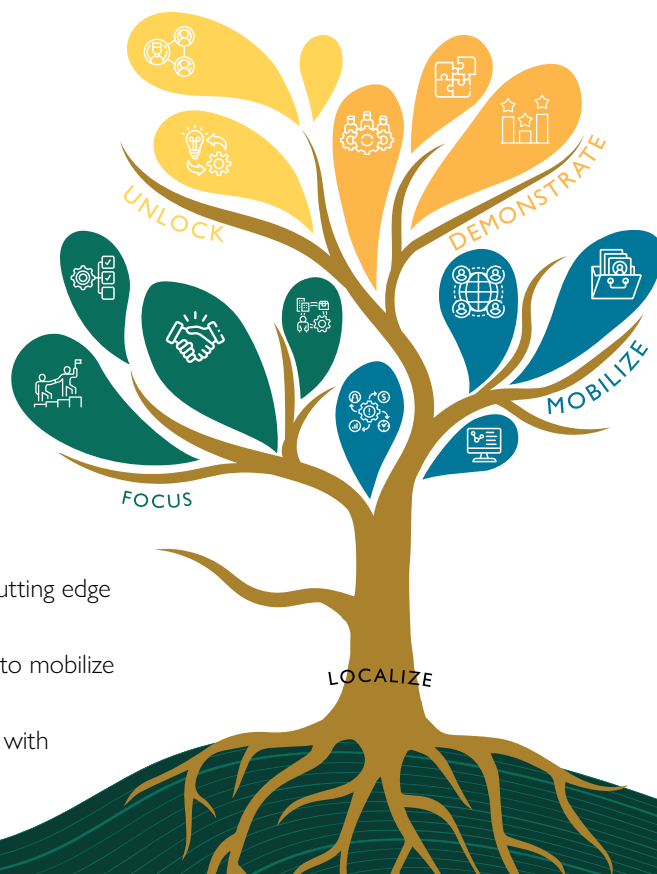 UNLOCK
DEMONSTRATE
MOBILIZE
FOCUS
utting edge
to mobilize
LOCALIZE
with